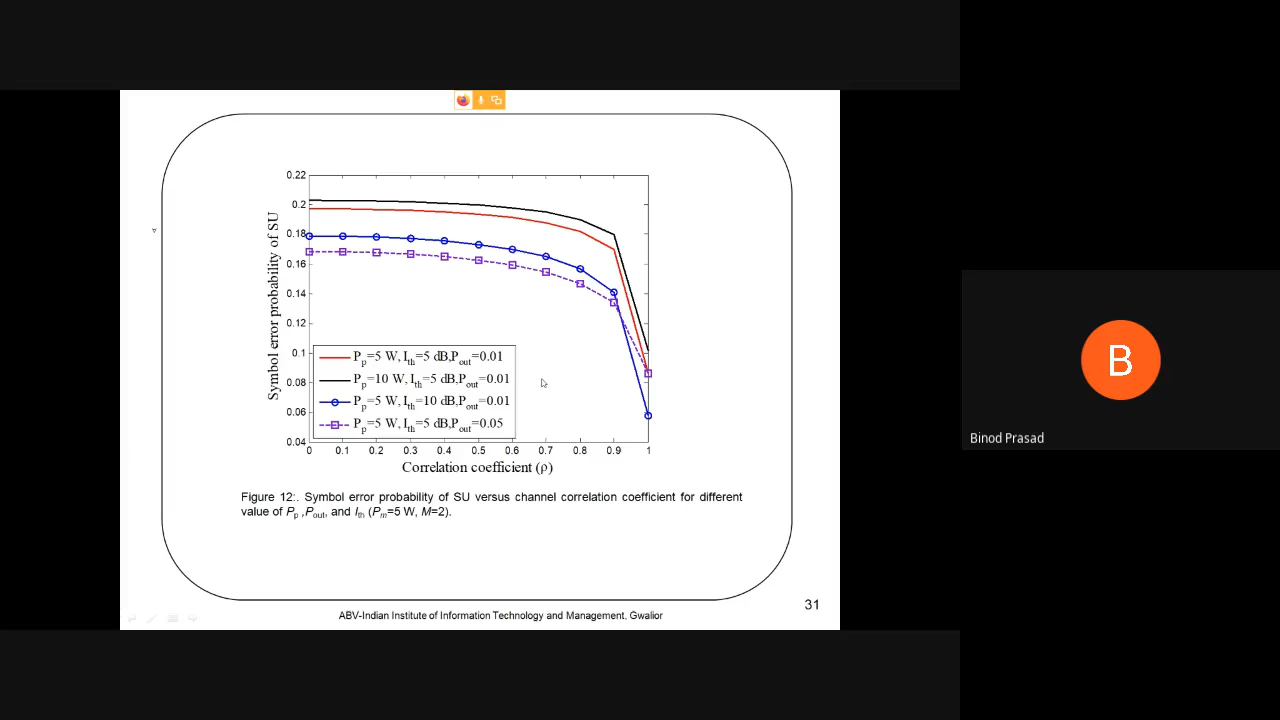 0.22
0.2
0.18
0.16
0.14
0.12
0.1
0.08
0.06
0.04
Symbol error probability of SU
Pp=5 W, Ith=5 dB,Pout=0.01
Pp=10 W, Ith=5 dB,Pout=0.01
Pp=5 W, Ith=10 dB,Pout=0.01
Pp=5 W, Ith=5 dB,Pout=0.05
0 0.1 0.2 0.3 0.4 0.5 0.6 0.7 0.8 0.9 1
Correlation coefficient (ρ)
Figure 12:. Symbol error probability of SU versus channel correlation coefficient for different
value of Pp ,Pout, and Ith (Pm=5 W, M=2).
31
ABV-Indian Institute of Information Technology and Management, Gwalior
B
Binod Prasad